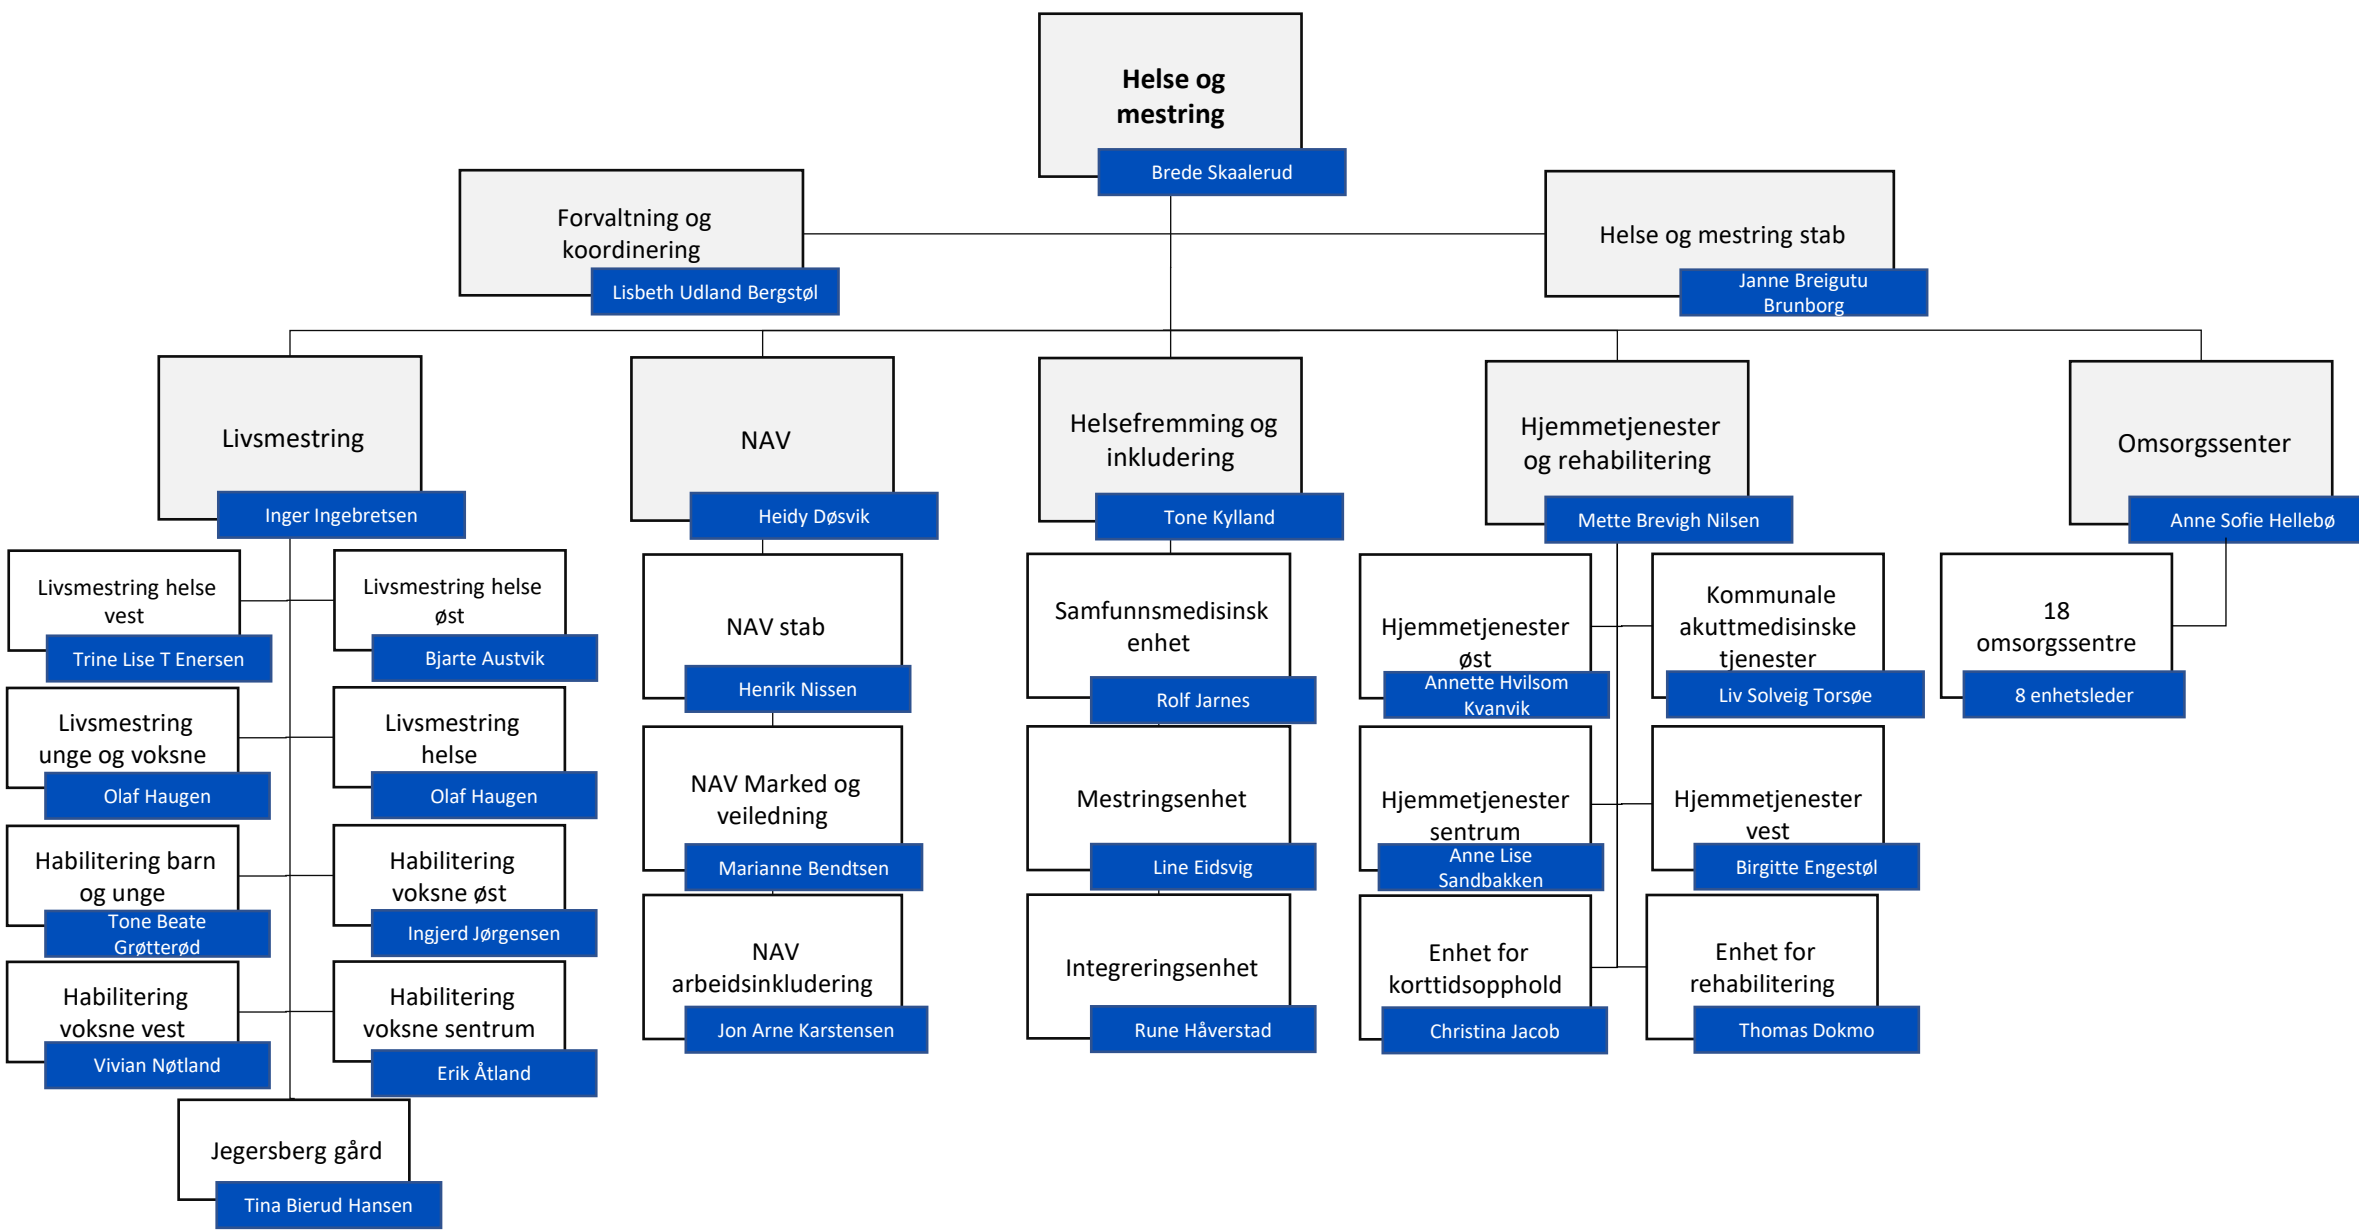 Helse og
mestring
Brede Skaalerud
Forvaltning og
koordinering
Lisbeth Udland Bergstøl
Helse og mestring stab
Janne Breigutu
Brunborg
Livsmestring
Inger Ingebretsen
NAV
Heidy Døsvik
Helsefremming og
inkludering
Tone Kylland
Hjemmetjenester
og rehabilitering
Mette Brevigh Nilsen
Omsorgssenter
Anne Sofie Hellebø
Livsmestring helse
vest
Trine Lise T Enersen
Livsmestring helse
øst
Bjarte Austvik
Livsmestring
unge og voksne
Olaf Haugen
Livsmestring
helse
Olaf Haugen
Habilitering barn
og unge
Tone Beate
Grøtterød
Habilitering
voksne øst
Ingjerd Jørgensen
Habilitering
voksne vest
Vivian Nøtland
Habilitering
voksne sentrum
Erik Åtland
Jegersberg gård
Tina Bierud Hansen
NAV stab
Henrik Nissen
NAV Marked og
veiledning
Marianne Bendtsen
NAV
arbeidsinkludering
Jon Arne Karstensen
Samfunnsmedisinsk
enhet
Rolf Jarnes
Mestringsenhet
Line Eidsvig
Integreringsenhet
Rune Håverstad
Hjemmetjenester
øst
Annette Hvilsom
Kvanvik
Kommunale
akuttmedisinske
tjenester
Liv Solveig Torsøe
Hjemmetjenester
sentrum
Anne Lise
Sandbakken
Hjemmetjenester
vest
Birgitte Engestøl
Enhet for
korttidsopphold
Christina Jacob
Enhet for
rehabilitering
Thomas Dokmo
18
omsorgssentre
8 enhetsleder